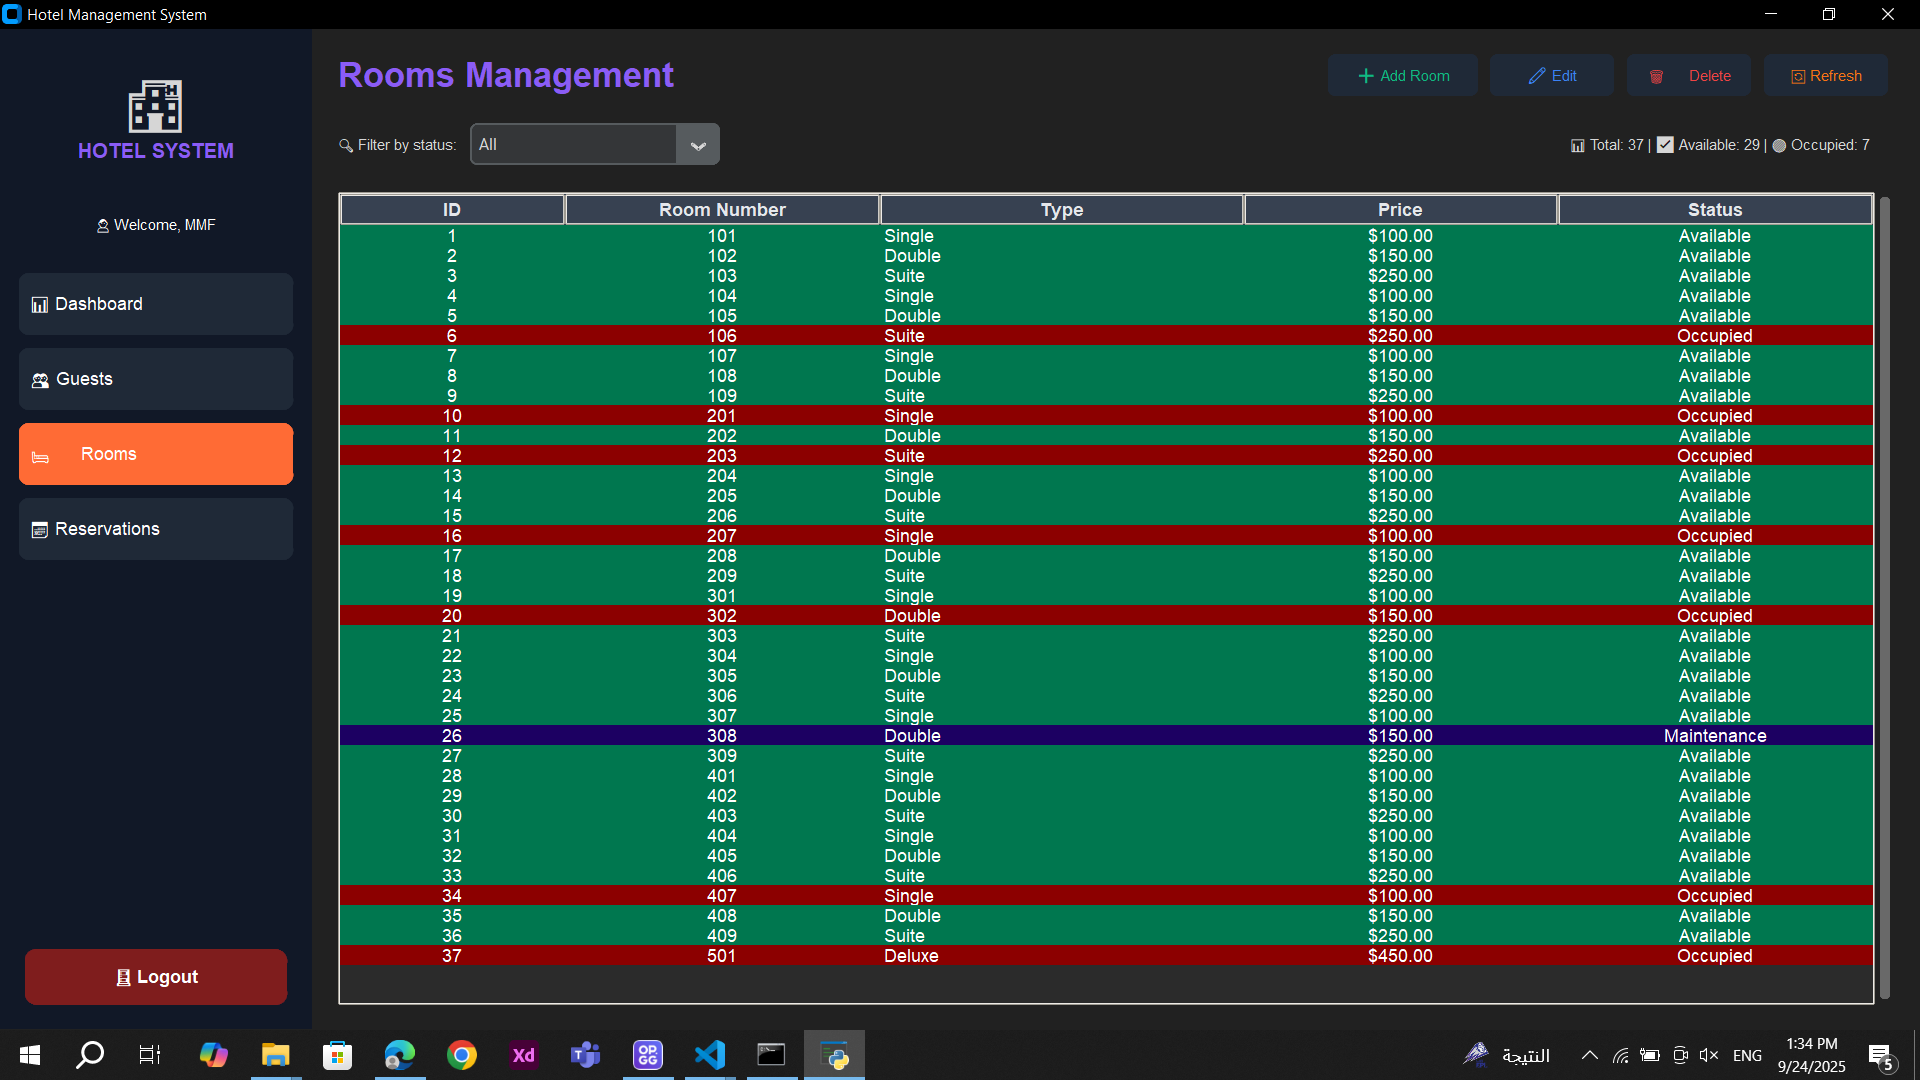 Hotel Management System
HOTEL SYSTEM
Welcome, MMF
Dashboard
Guests
Rooms
Reservations
Logout
Rooms Management
Add Room
Edit
Delete
Refresh
Filter by status: All
Total: 37 | Available: 29 | Occupied: 7
ID Room Number Type Price Status
1 101 Single $100.00 Available
2 102 Double $150.00 Available
3 103 Suite $250.00 Available
4 104 Single $100.00 Available
5 105 Double $150.00 Available
6 106 Suite $250.00 Occupied
7 107 Single $100.00 Available
8 108 Double $150.00 Available
9 109 Suite $250.00 Available
10 201 Single $100.00 Occupied
11 202 Double $150.00 Available
12 203 Suite $250.00 Occupied
13 204 Single $100.00 Available
14 205 Double $150.00 Available
15 206 Suite $250.00 Available
16 207 Single $100.00 Occupied
17 208 Double $150.00 Available
18 209 Suite $250.00 Available
19 301 Single $100.00 Available
20 302 Double $150.00 Occupied
21 303 Suite $250.00 Available
22 304 Single $100.00 Available
23 305 Double $150.00 Available
24 306 Suite $250.00 Available
25 307 Single $100.00 Available
26 308 Double $150.00 Maintenance
27 309 Suite $250.00 Available
28 401 Single $100.00 Available
29 402 Double $150.00 Available
30 403 Suite $250.00 Available
31 404 Single $100.00 Available
32 405 Double $150.00 Available
33 406 Suite $250.00 Available
34 407 Single $100.00 Occupied
35 408 Double $150.00 Available
36 409 Suite $250.00 Available
37 501 Deluxe $450.00 Occupied
Xd
T
OP
GG
النتيجة
ENG
1:34 PM
9/24/2025
5